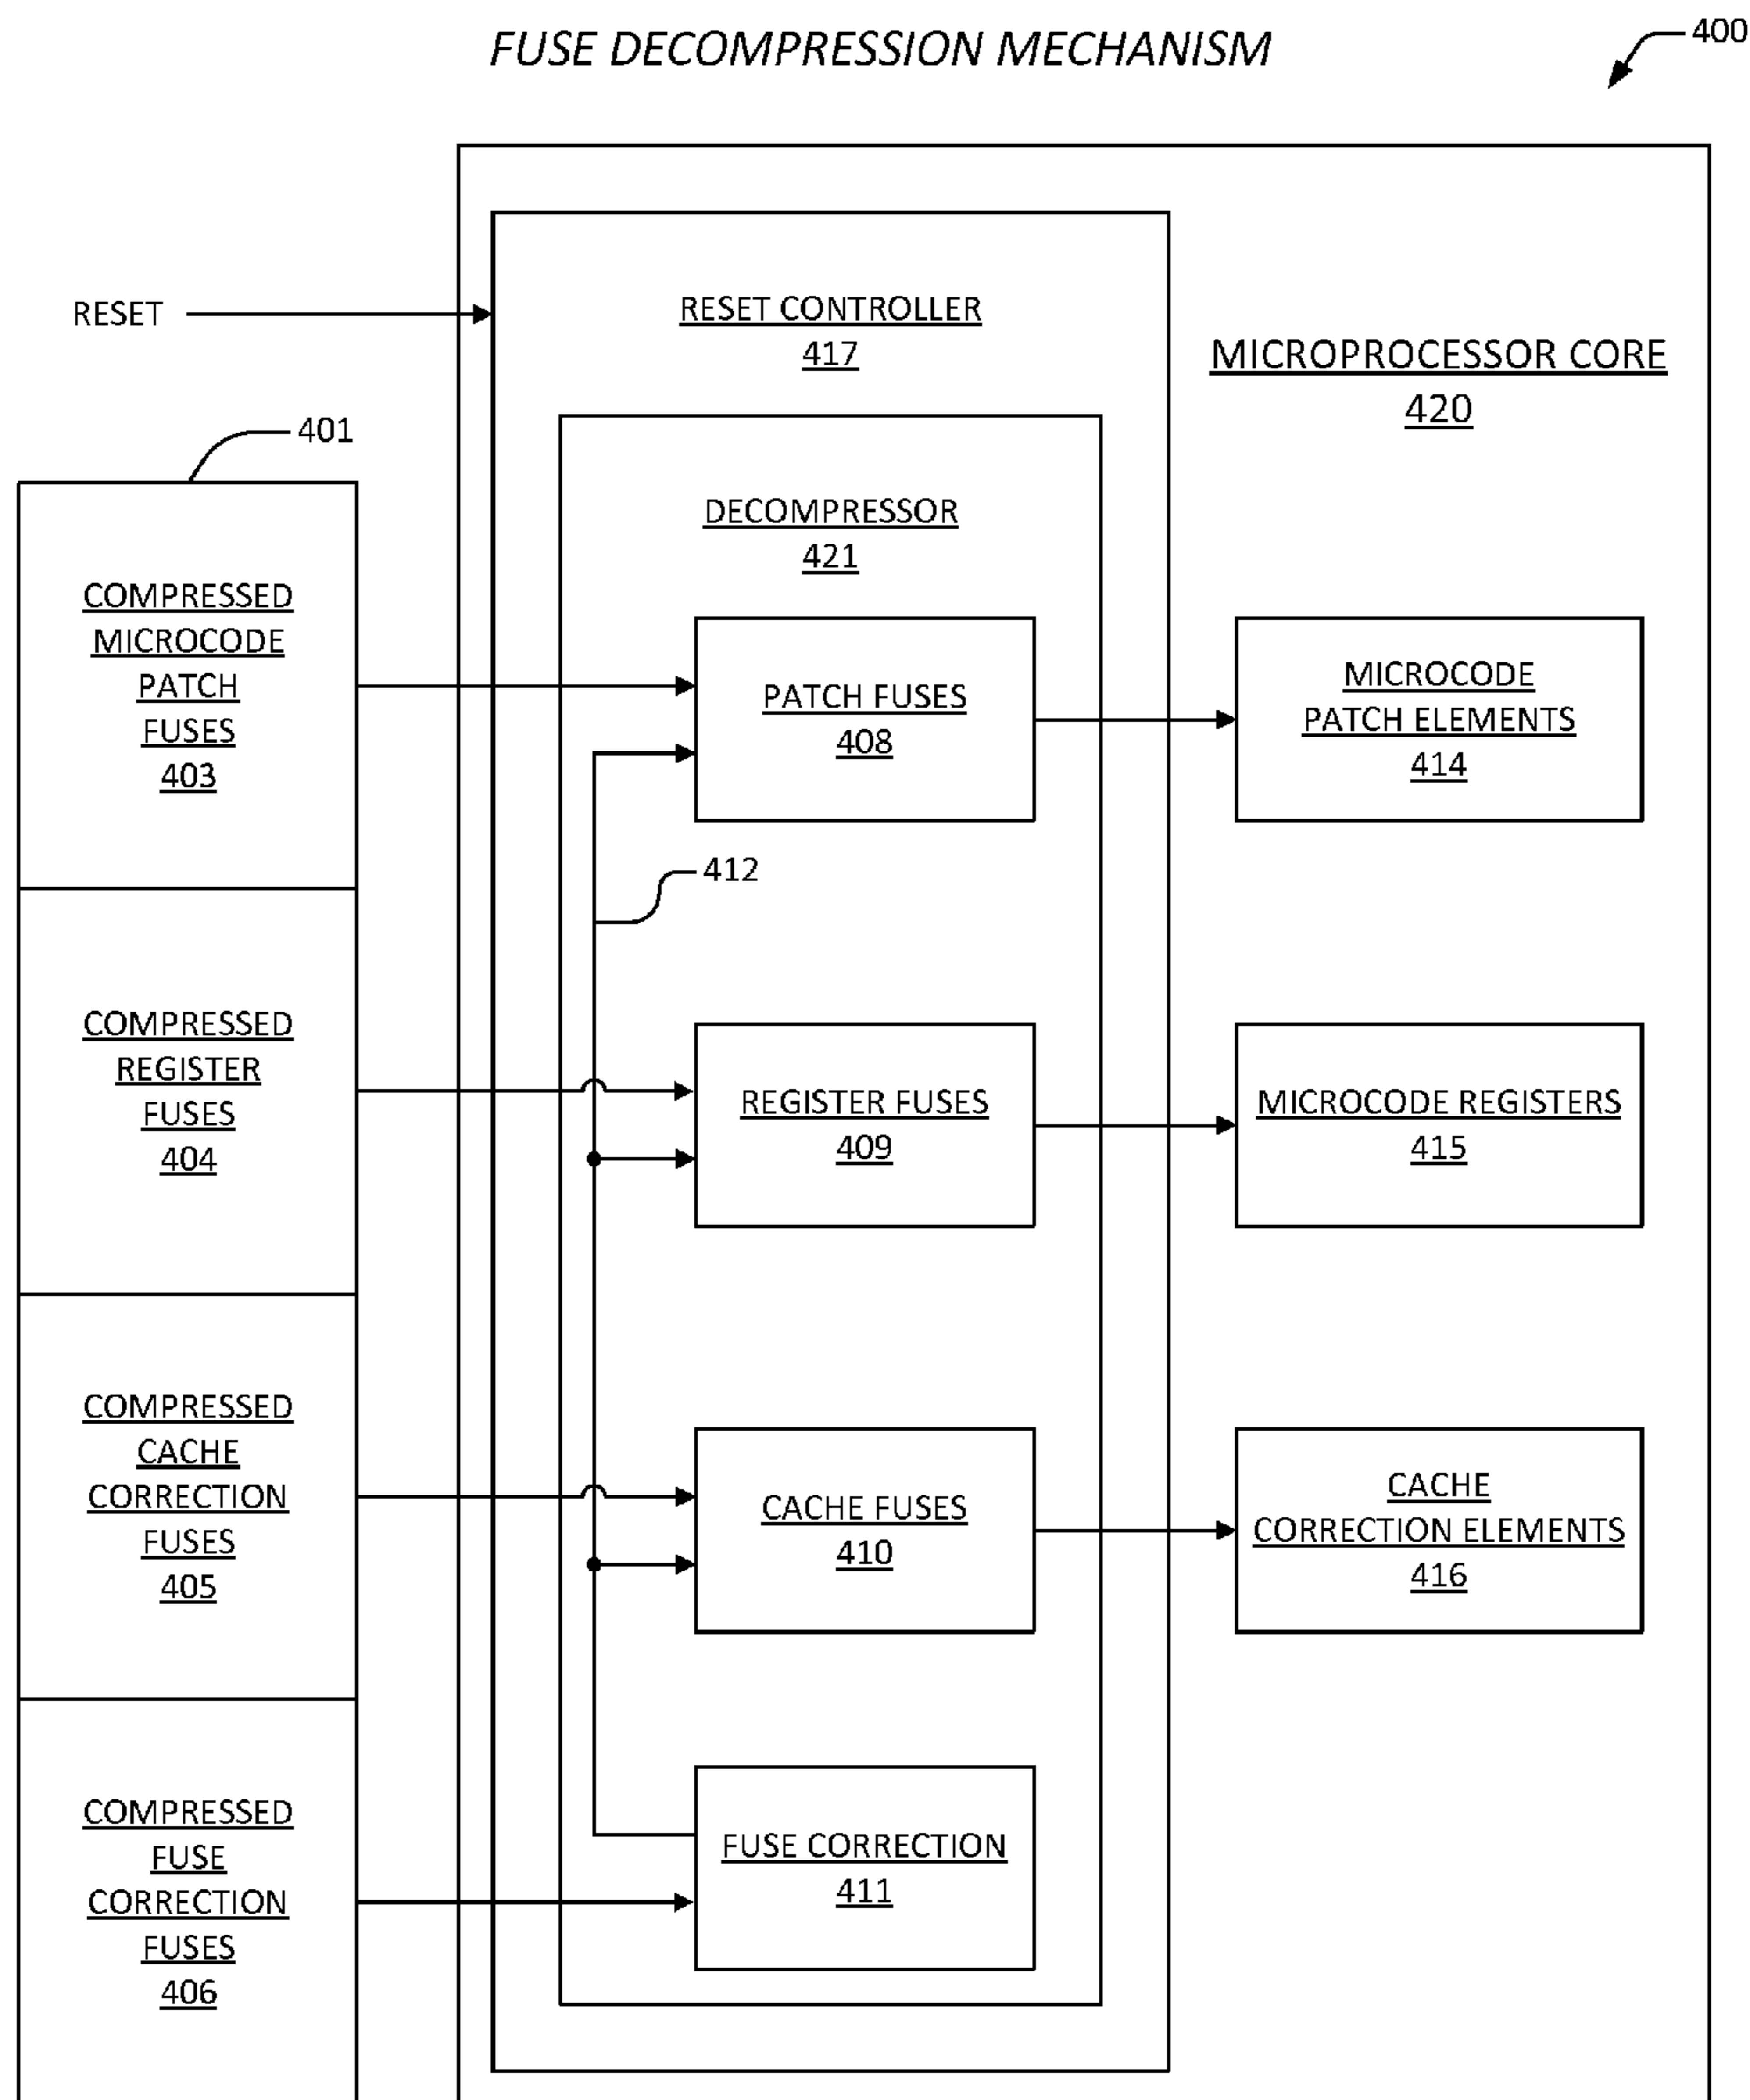 FUSE DECOMPRESSION MECHANISM
400
RESET
RESET CONTROLLER
417
MICROPROCESSOR CORE
420
401
DECOMPRESSOR
421
COMPRESSED
MICROCODE
PATCH
FUSES
403
PATCH FUSES
408
MICROCODE
PATCH ELEMENTS
414
412
COMPRESSED
REGISTER
FUSES
404
REGISTER FUSES
409
MICROCODE REGISTERS
415
COMPRESSED
CACHE
CORRECTION
FUSES
405
CACHE FUSES
410
CACHE
CORRECTION ELEMENTS
416
COMPRESSED
FUSE
CORRECTION
FUSES
406
FUSE CORRECTION
411